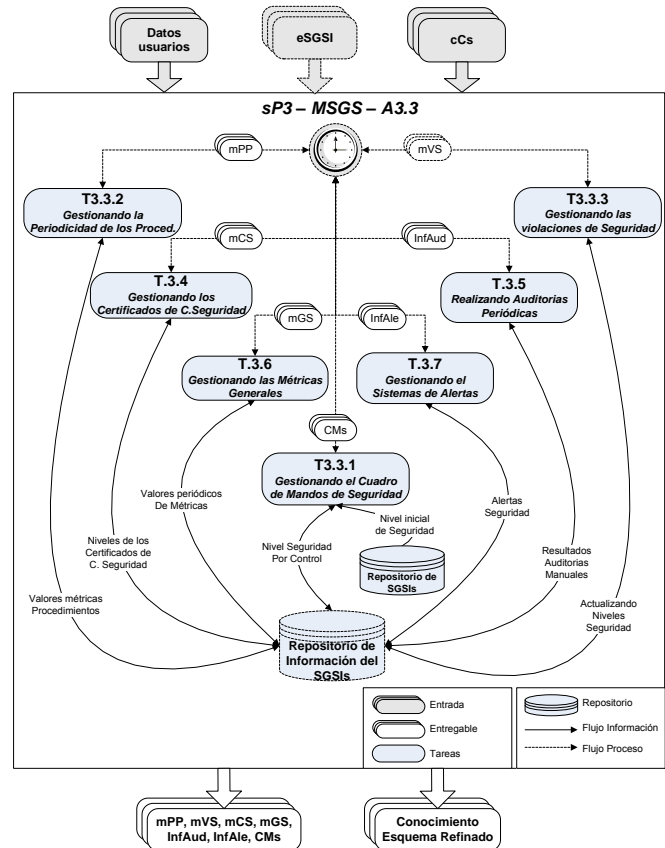 Datos
usuarios
eSGSI
cCs
sP3 – MSGS – A3.3
mPP
mVS
T3.3.2
Gestionando la
Periodicidad de los Proced.
T3.3.3
Gestionando las
violaciones de Seguridad
mCS
InfAud
T.3.4
Gestionando los
Certificados de C.Seguridad
T.3.5
Realizando Auditorias
Periódicas
mGS
InfAle
T.3.6
Gestionando las Métricas
Generales
T.3.7
Gestionando el
Sistemas de Alertas
CMs
T3.3.1
Gestionando el Cuadro
de Mandos de Seguridad
Valores periódicos
De Métricas
Alertas
Seguridad
Nivel inicial
de Seguridad
Niveles de los
Certificados de
C. Seguridad
Nivel Seguridad
Por Control
Repositorio de
SGSIs
Resultados
Auditorias
Manuales
Valores métricas
Procedimientos
Actualizando
Niveles
Seguridad
Repositorio de
Información del
SGSIs
Entrada
Entregable
Tareas
Repositorio
Flujo Información
Flujo Proceso
mPP, mVS, mCS, mGS,
InfAud, InfAle, CMs
Conocimiento
Esquema Refinado